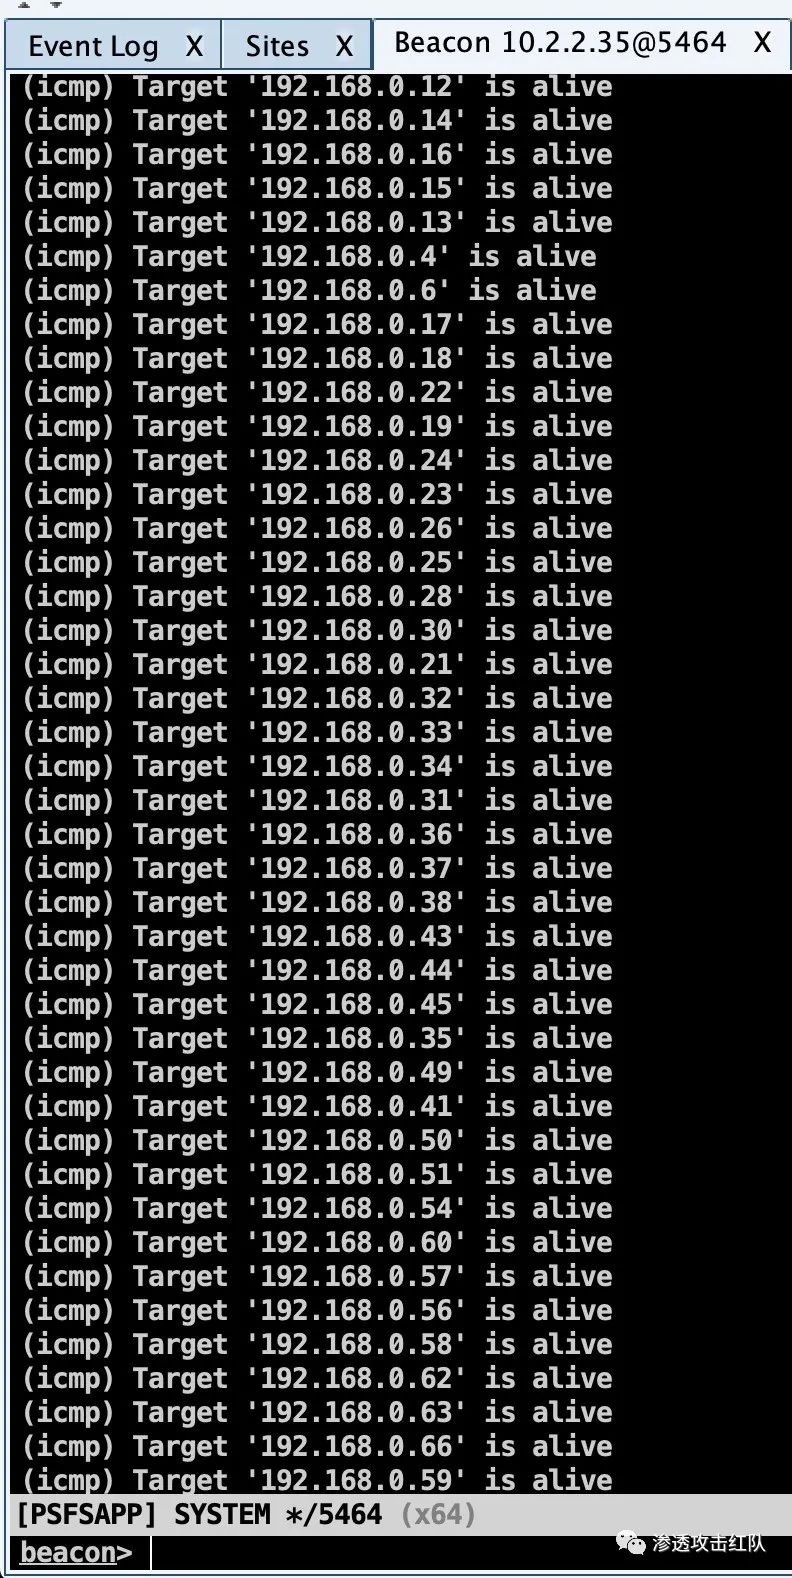 Event Log X Sites X Beacon 10.2.2.35@5464 X
(icmp) Target '192.168.0.12' is alive
(icmp) Target '192.168.0.14' is alive
(icmp) Target '192.168.0.16' is alive
(icmp) Target '192.168.0.15' is alive
(icmp) Target '192.168.0.13' is alive
(icmp) Target '192.168.0.4' is alive
(icmp) Target '192.168.0.6' is alive
(icmp) Target '192.168.0.17' is alive
(icmp) Target '192.168.0.18' is alive
(icmp) Target '192.168.0.22' is alive
(icmp) Target '192.168.0.19' is alive
(icmp) Target '192.168.0.24' is alive
(icmp) Target '192.168.0.23' is alive
(icmp) Target '192.168.0.26' is alive
(icmp) Target '192.168.0.25' is alive
(icmp) Target '192.168.0.28' is alive
(icmp) Target '192.168.0.30' is alive
(icmp) Target '192.168.0.21' is alive
(icmp) Target '192.168.0.32' is alive
(icmp) Target '192.168.0.33' is alive
(icmp) Target '192.168.0.34' is alive
(icmp) Target '192.168.0.31' is alive
(icmp) Target '192.168.0.36' is alive
(icmp) Target '192.168.0.37' is alive
(icmp) Target '192.168.0.38' is alive
(icmp) Target '192.168.0.43' is alive
(icmp) Target '192.168.0.44' is alive
(icmp) Target '192.168.0.45' is alive
(icmp) Target '192.168.0.35' is alive
(icmp) Target '192.168.0.49' is alive
(icmp) Target '192.168.0.41' is alive
(icmp) Target '192.168.0.50' is alive
(icmp) Target '192.168.0.51' is alive
(icmp) Target '192.168.0.54' is alive
(icmp) Target '192.168.0.60' is alive
(icmp) Target '192.168.0.57' is alive
(icmp) Target '192.168.0.56' is alive
(icmp) Target '192.168.0.58' is alive
(icmp) Target '192.168.0.62' is alive
(icmp) Target '192.168.0.63' is alive
(icmp) Target '192.168.0.66' is alive
(icmp) Target '192.168.0.59' is alive
[PSFSAPP] SYSTEM */5464 (x64)
beacon>
渗透攻击红队